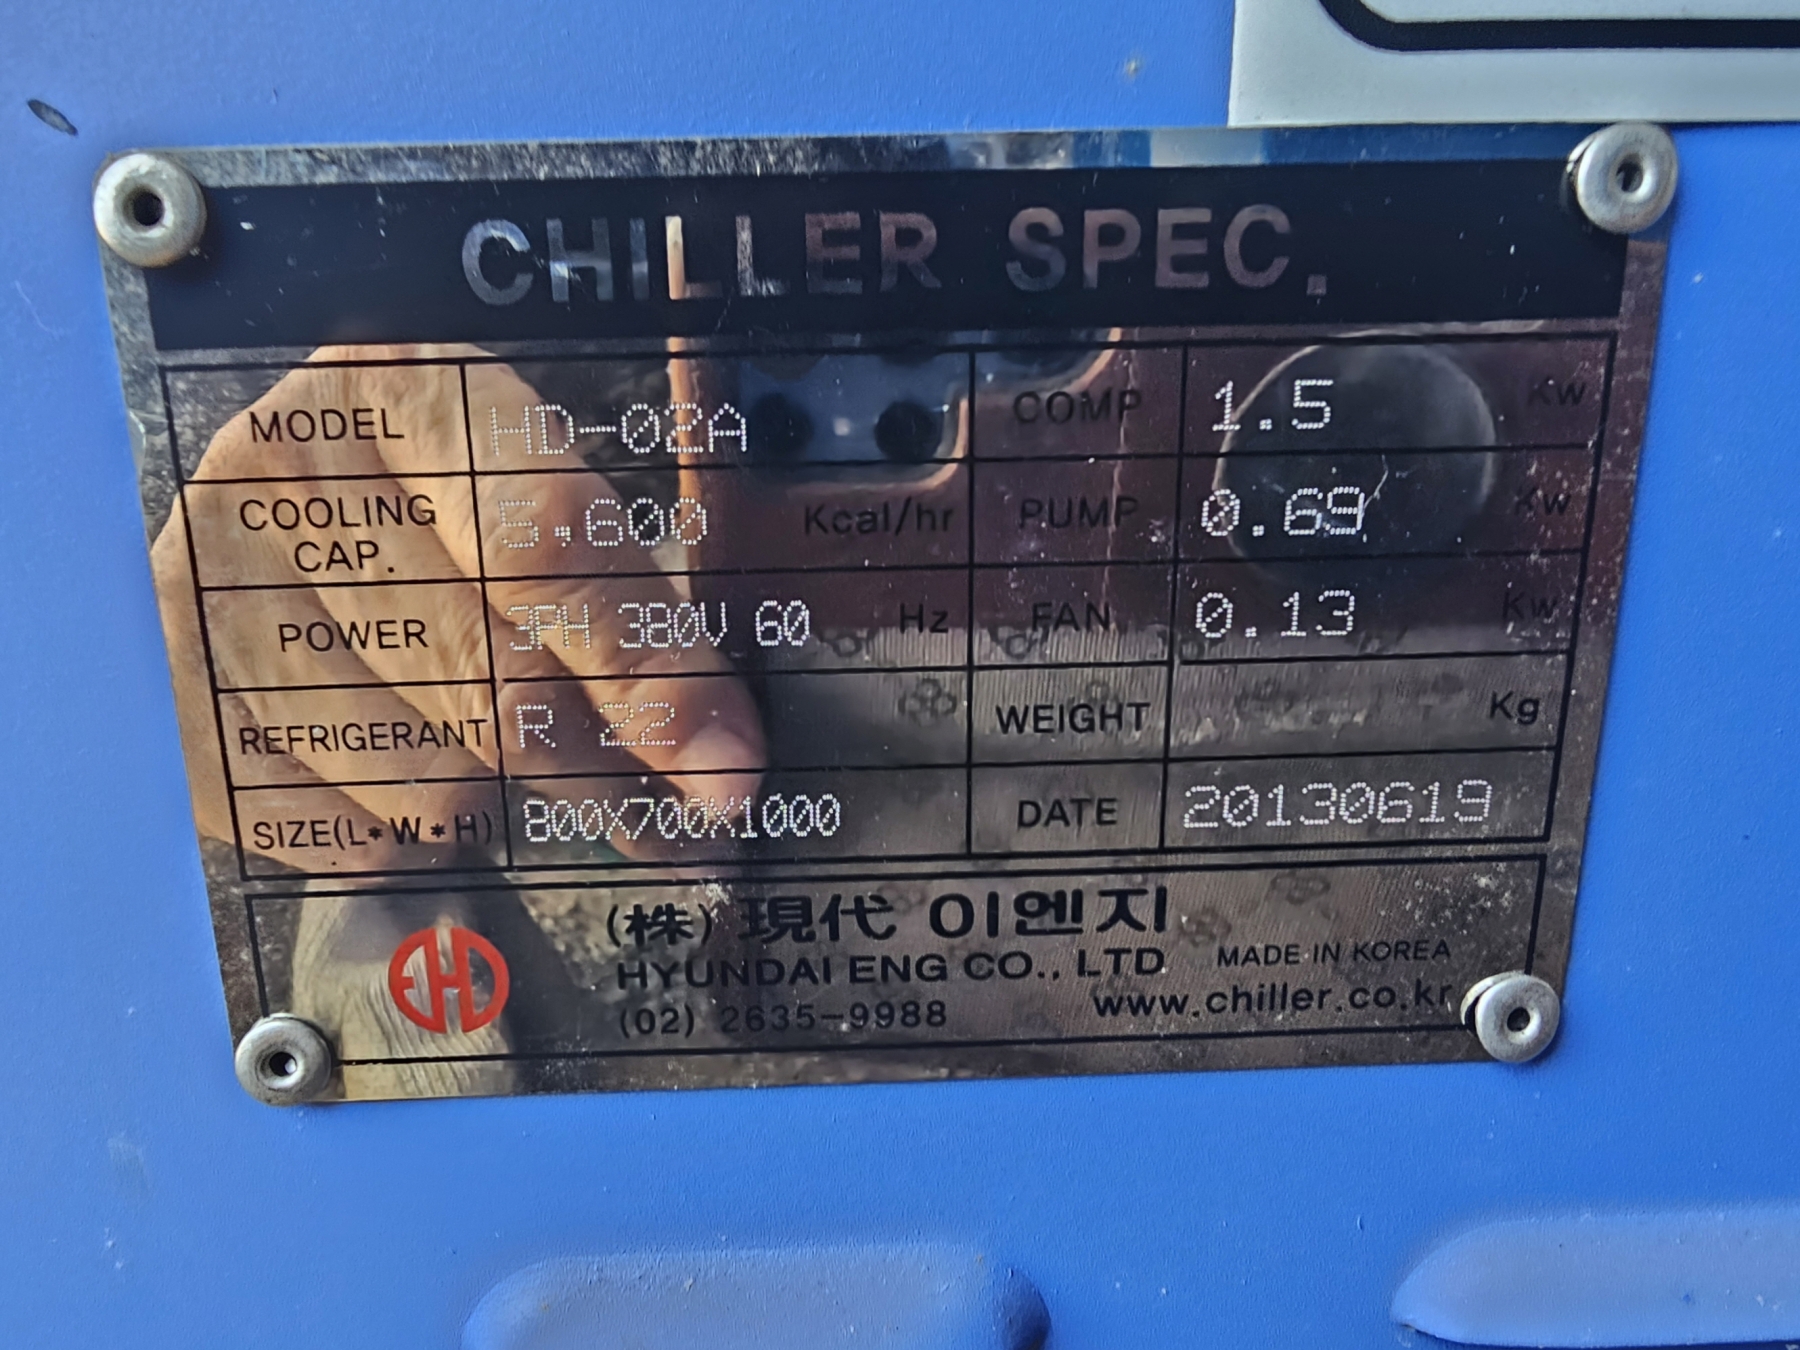 CHILLER SPEC.
MODEL HD-02A COMP 1.5 Kw
COOLING CAP. 5,600 Kcal/hr PUMP 0.69 Kw
POWER 3PH 380V 60 Hz FAN 0.13 Kw
REFRIGERANT R 22 WEIGHT Kg
SIZE(L*W*H) 800X700X1000 DATE 20130619
(株) 現代 이엔지
HYUNDAI ENG CO., LTD MADE IN KOREA
(02) 2635-9988 www.chiller.co.kr